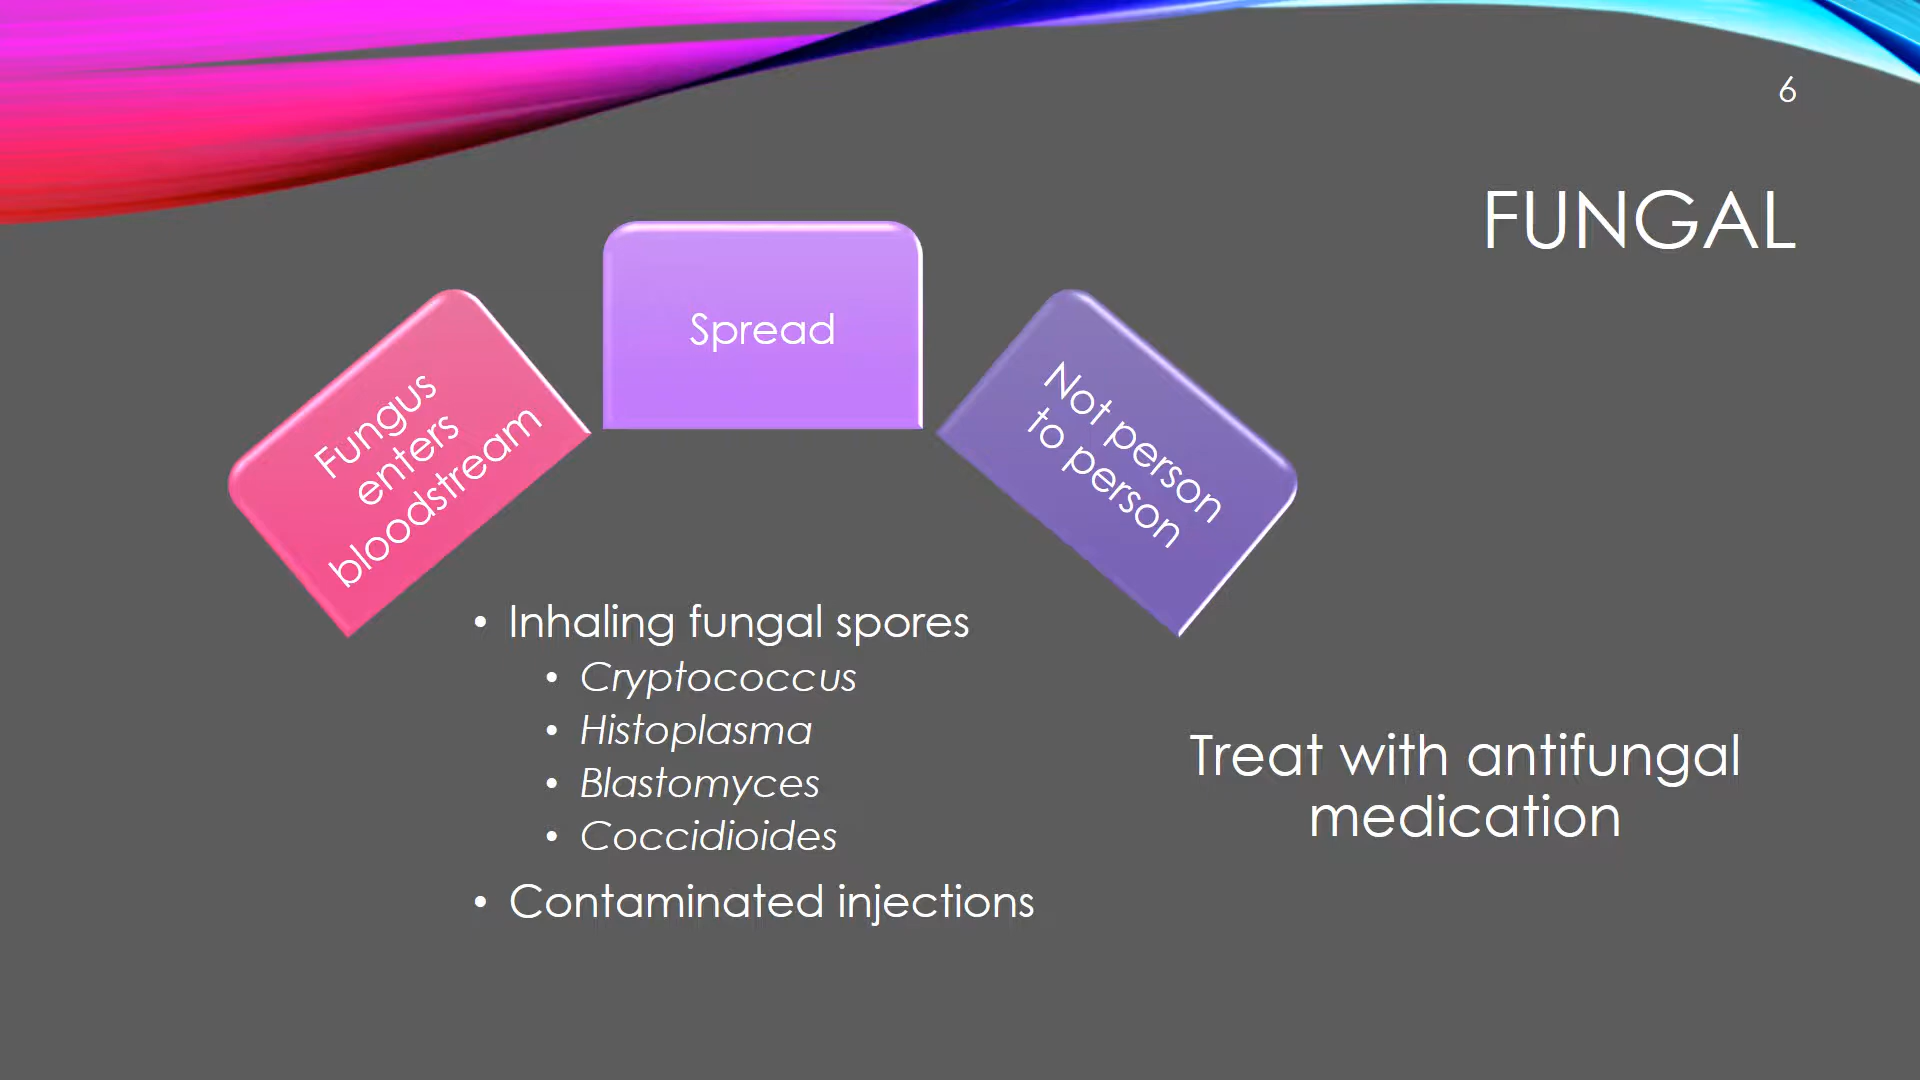 6
FUNGAL
Fungus
enters
bloodstream
Spread
Not person
to person
• Inhaling fungal spores
• Cryptococcus
• Histoplasma
• Blastomyces
• Coccidioides
• Contaminated injections
Treat with antifungal
medication